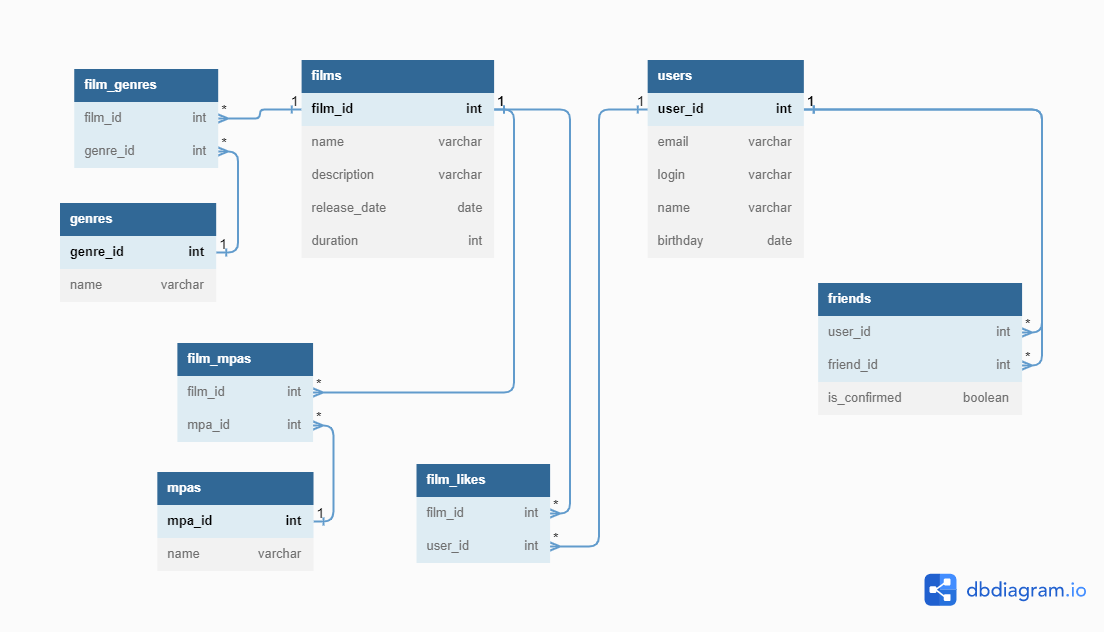 film_genres
film_id int *
genre_id int *
genres
genre_id int 1
name varchar
films
1 film_id int 1
name varchar
description varchar
release_date date
duration int
users
1 user_id int 1
email varchar
login varchar
name varchar
birthday date
friends
user_id int *
friend_id int *
is_confirmed boolean
film_mpas
film_id int *
mpa_id int *
mpas
mpa_id int 1
name varchar
film_likes
film_id int *
user_id int *
dbdiagram.io